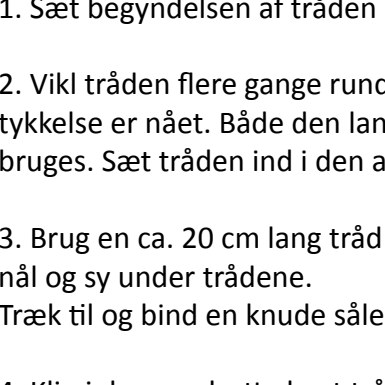 1. Sæt begyndelsen af tråden
2. Vikl tråden flere gange rund
tykkelse er nået. Både den lan
bruges. Sæt tråden ind i den a
3. Brug en ca. 20 cm lang tråd
nål og sy under trådene.
Træk til og bind en knude såle